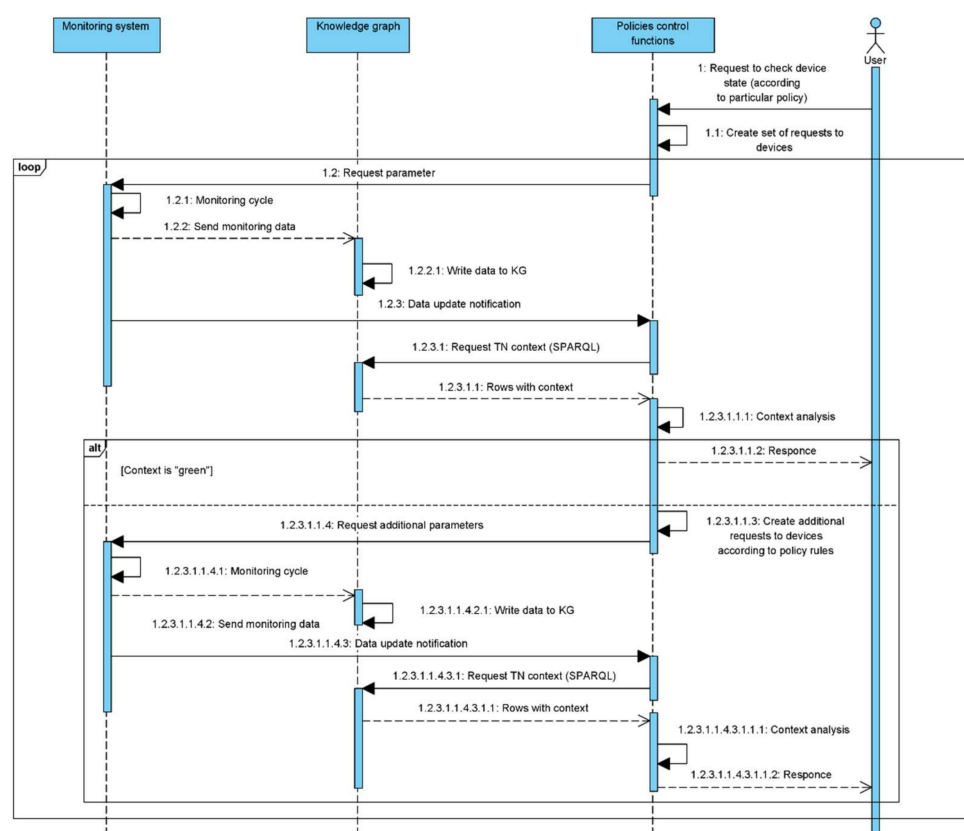 Monitoring system
Knowledge graph
Policies control
functions
User
1: Request to check device
state (according
to particular policy)
1.1: Create set of requests to
devices
loop
1.2: Request parameter
1.2.1: Monitoring cycle
1.2.2: Send monitoring data
1.2.2.1: Write data to KG
1.2.3: Data update notification
1.2.3.1: Request TN context (SPARQL)
1.2.3.1.1: Rows with context
1.2.3.1.1.1: Context analysis
alt
[Context is "green"]
1.2.3.1.1.2: Responce
1.2.3.1.1.4: Request additional parameters
1.2.3.1.1.3: Create additional
requests to devices
according to policy rules
1.2.3.1.1.4.1: Monitoring cycle
1.2.3.1.1.4.2.1: Write data to KG
1.2.3.1.1.4.2: Send monitoring data
1.2.3.1.1.4.3: Data update notification
1.2.3.1.1.4.3.1: Request TN context (SPARQL)
1.2.3.1.1.4.3.1.1: Rows with context
1.2.3.1.1.4.3.1.1.1: Context analysis
1.2.3.1.1.4.3.1.1.2: Responce